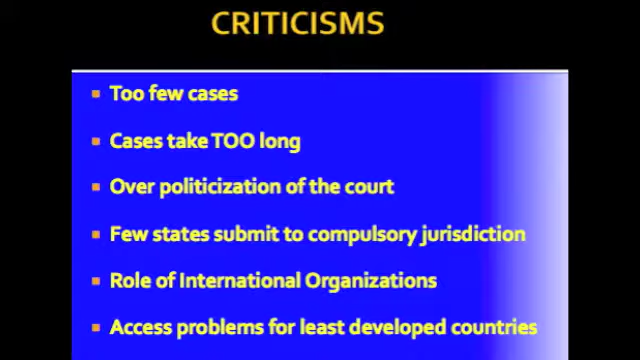 CRITICISMS
Too few cases
Cases take TOO long
Over politicization of the court
Few states submit to compulsory jurisdiction
Role of International Organizations
Access problems for least developed countries